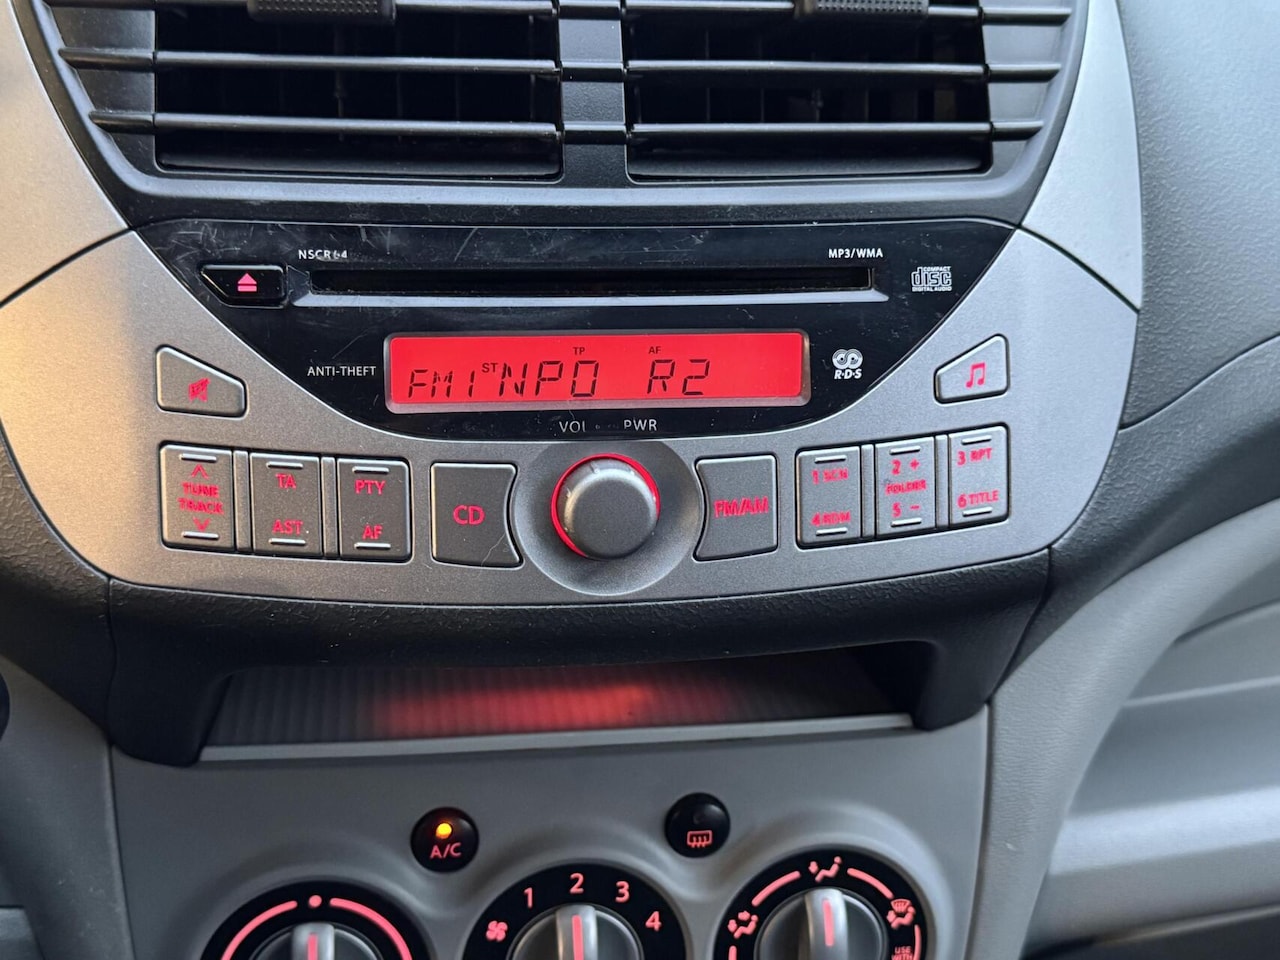 NSCR64
MP3/WMA
COMPACT
disc
DIGITAL AUDIO
ANTI-THEFT
TP
AF
FM1 ST NPO R2
R·D·S
VOL PWR
TUNE
TRACK
TA
AST
PTY
AF
CD
FM/AM
1 SCN
4 RDM
2 +
FOLDER
5 −
3 RPT
6 TITLE
A/C
1 2 3 4
USE
WITH